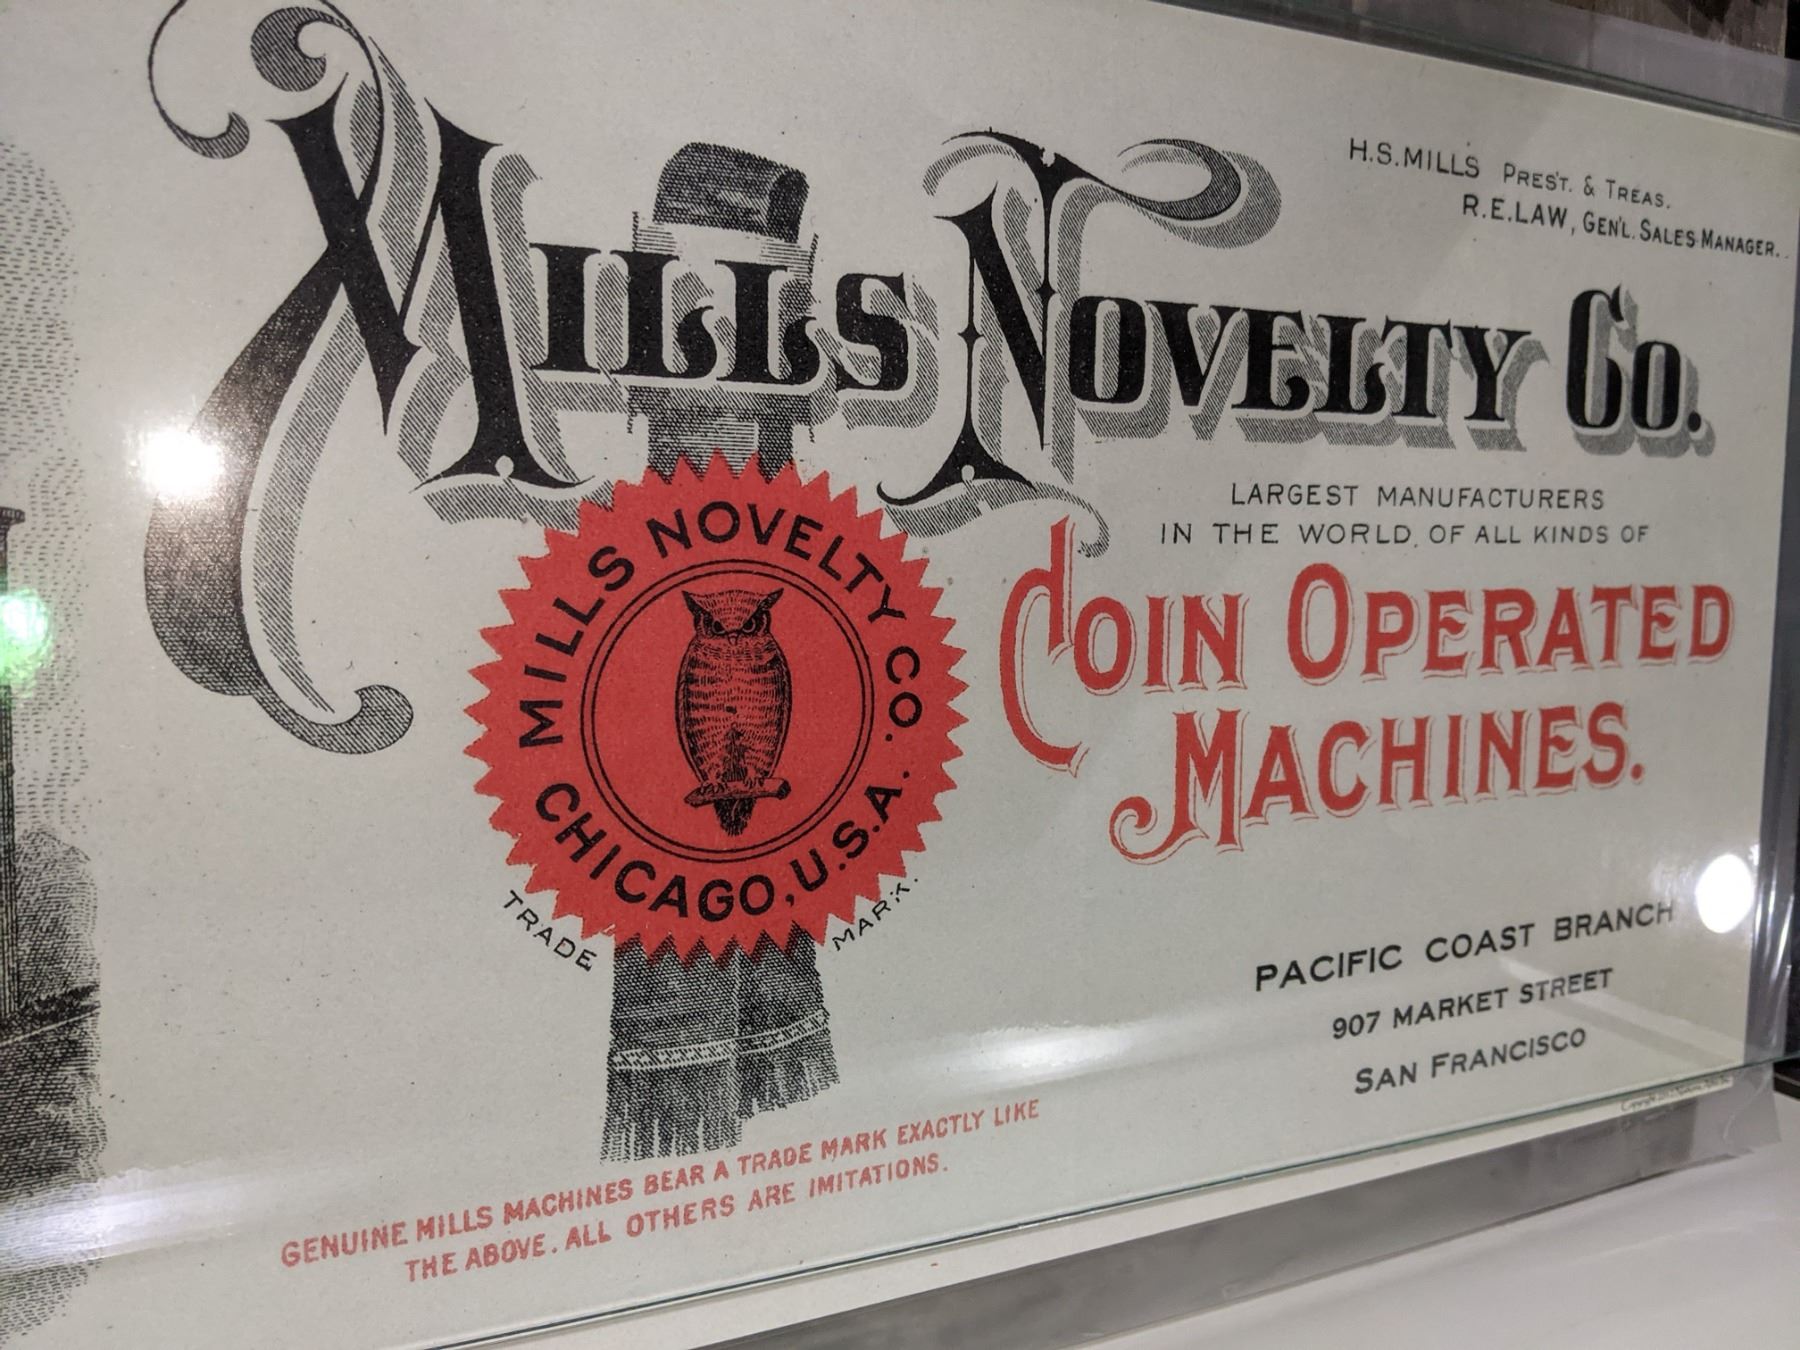 H.S.MILLS PRES'T. & TREAS.
R.E.LAW, GEN'L. SALES MANAGER.
MILLS NOVELTY CO.
LARGEST MANUFACTURERS
IN THE WORLD, OF ALL KINDS OF
COIN OPERATED
MACHINES.
MILLS NOVELTY CO.
CHICAGO, U.S.A.
TRADE MARK.
PACIFIC COAST BRANCH
907 MARKET STREET
SAN FRANCISCO
GENUINE MILLS MACHINES BEAR A TRADE MARK EXACTLY LIKE
THE ABOVE. ALL OTHERS ARE IMITATIONS.